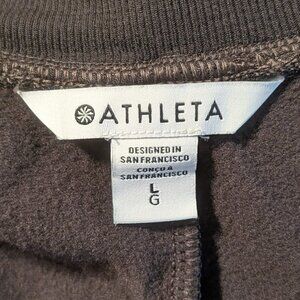 ATHLETA
DESIGNED IN
SAN FRANCISCO
CONÇU À
SAN FRANCISCO
L
G